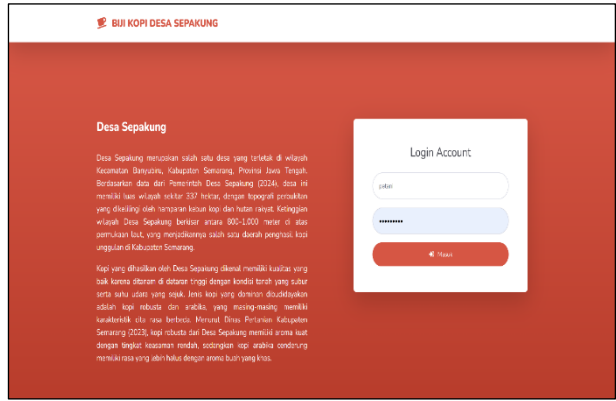 BIJI KOPI DESA SEPAKUNG
Desa Sepakung
Desa Sepakung merupakan salah satu desa yang terletak di wilayah
Kecamatan Banyubiru, Kabupaten Semarang, Provinsi Jawa Tengah.
Berdasarkan data dari Pemerintah Desa Sepakung (2024), desa ini
memiliki luas wilayah sekitar 337 hektar, dengan topografi perbukitan
yang dikelilingi oleh hamparan kebun kopi dan hutan rakyat. Ketinggian
wilayah Desa Sepakung berkisar antara 800-1.000 meter di atas
permukaan laut, yang menjadikannya salah satu daerah penghasil kopi
unggulan di Kabupaten Semarang.
Kopi yang dihasilkan oleh Desa Sepakung dikenal memiliki kualitas yang
baik karena ditanam di dataran tinggi dengan kondisi tanah yang subur
serta suhu udara yang sejuk. Jenis kopi yang dominan dibudidayakan
adalah kopi robusta dan arabika, yang masing-masing memiliki
karakteristik cita rasa berbeda. Menurut Dinas Pertanian Kabupaten
Semarang (2023), kopi robusta dari Desa Sepakung memiliki aroma kuat
dengan tingkat keasaman rendah, sedangkan kopi arabika cenderung
memiliki rasa yang lebih halus dengan aroma buah yang khas.
Login Account
petani
Masuk